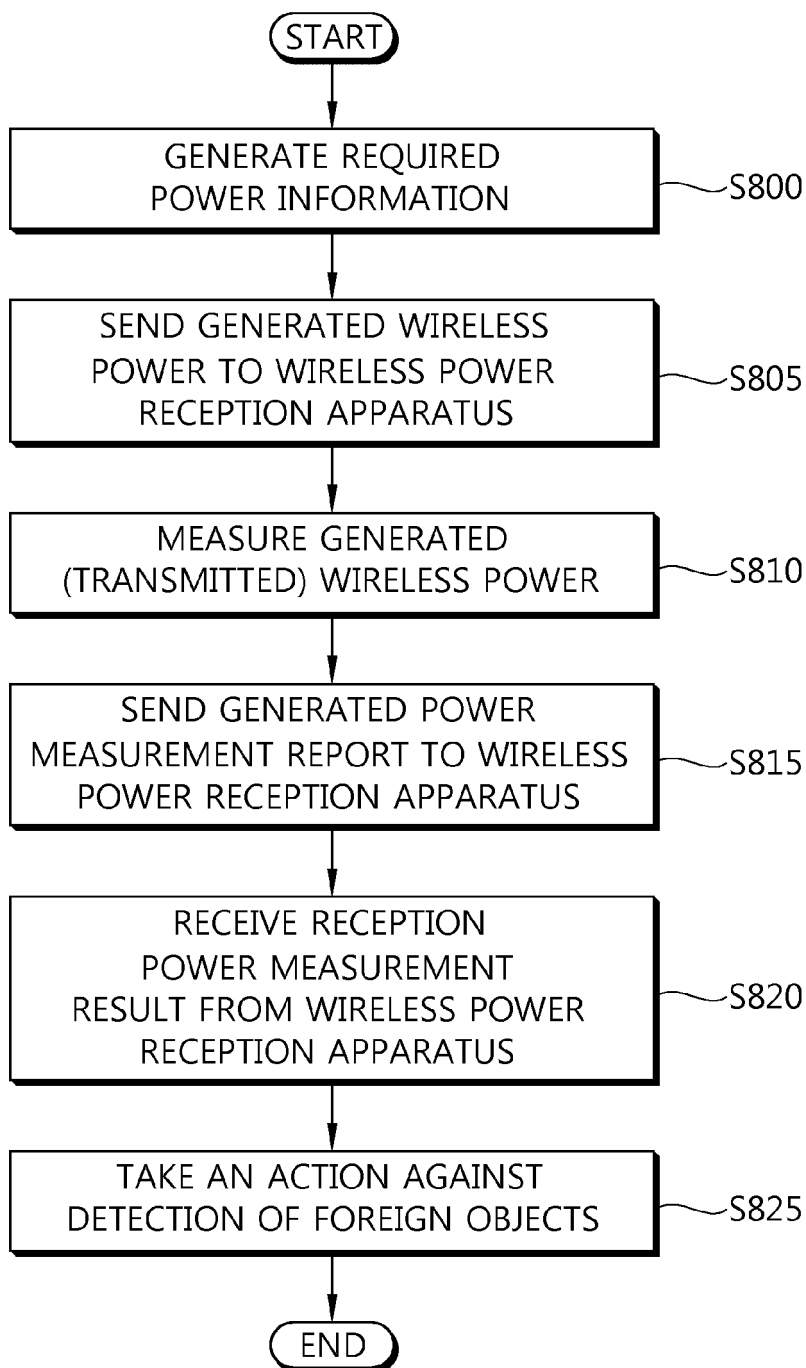 START
GENERATE REQUIRED
POWER INFORMATION
S800
SEND GENERATED WIRELESS
POWER TO WIRELESS POWER
RECEPTION APPARATUS
S805
MEASURE GENERATED
(TRANSMITTED) WIRELESS POWER
S810
SEND GENERATED POWER
MEASUREMENT REPORT TO WIRELESS
POWER RECEPTION APPARATUS
S815
RECEIVE RECEPTION
POWER MEASUREMENT
RESULT FROM WIRELESS POWER
RECEPTION APPARATUS
S820
TAKE AN ACTION AGAINST
DETECTION OF FOREIGN OBJECTS
S825
END